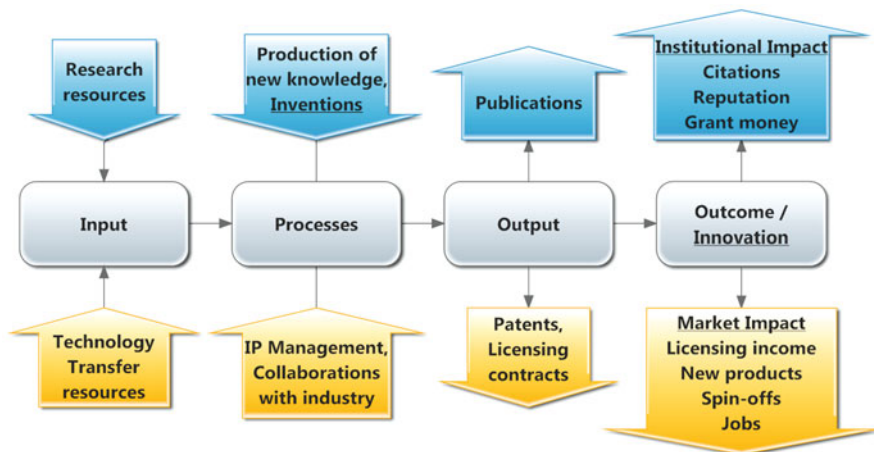 Research
resources
Production of
new knowledge,
Inventions
Publications
Institutional Impact
Citations
Reputation
Grant money
Input
Processes
Output
Outcome /
Innovation
Technology
Transfer
resources
IP Management,
Collaborations
with industry
Patents,
Licensing
contracts
Market Impact
Licensing income
New products
Spin-offs
Jobs